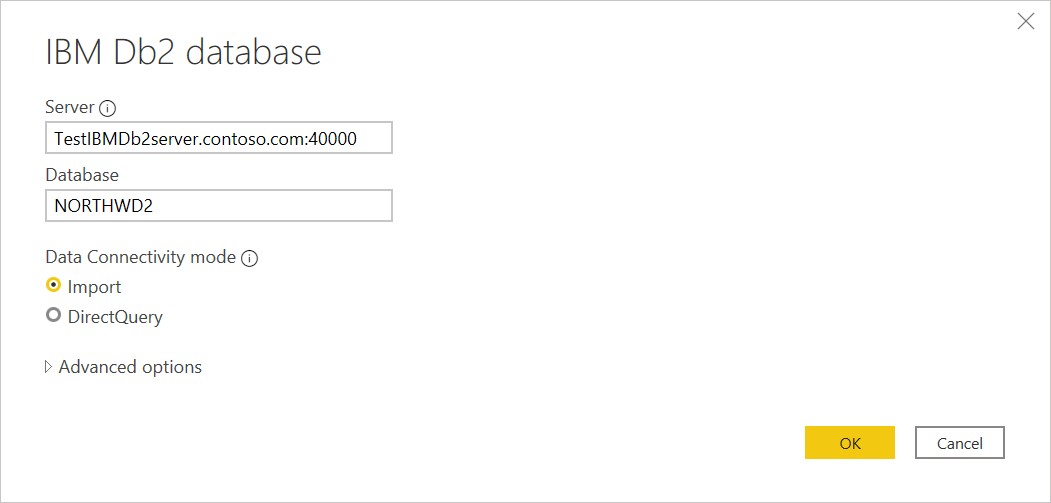 IBM Db2 database
Server
TestIBMDb2server.contoso.com:40000
Database
NORTHWD2
Data Connectivity mode
Import
DirectQuery
Advanced options
OK Cancel